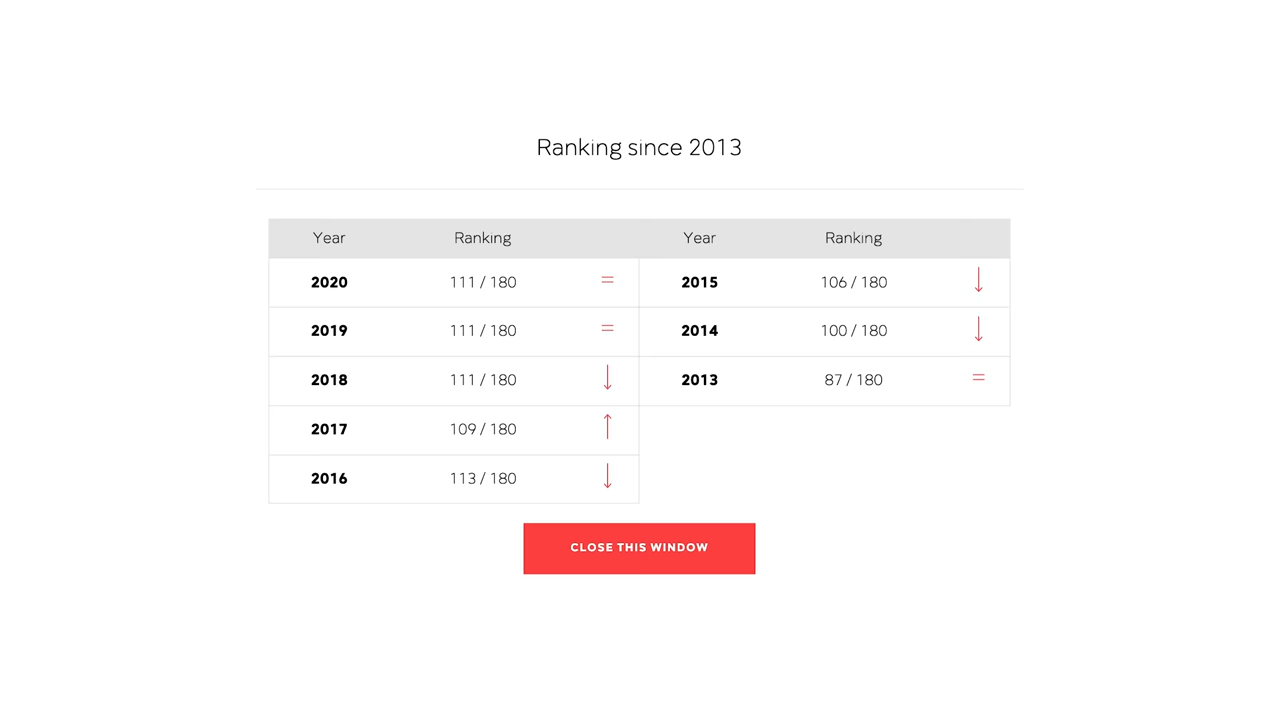 Ranking since 2013
Year Ranking Year Ranking
2020 111 / 180 = 2015 106 / 180 ↓
2019 111 / 180 = 2014 100 / 180 ↓
2018 111 / 180 ↓ 2013 87 / 180 =
2017 109 / 180 ↑
2016 113 / 180 ↓
CLOSE THIS WINDOW